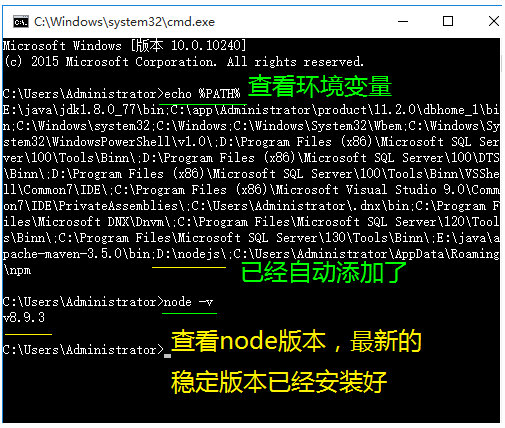 C:\Windows\system32\cmd.exe
Microsoft Windows [版本 10.0.10240]
(c) 2015 Microsoft Corporation. All rights reserved.
C:\Users\Administrator>echo %PATH% 查看环境变量
E:\java\jdk1.8.0_77\bin;C:\app\Administrator\product\11.2.0\dbhome_1\bi
n;C:\Windows\system32;C:\Windows;C:\Windows\System32\Wbem;C:\Windows\Sy
stem32\WindowsPowerShell\v1.0\;D:\Program Files (x86)\Microsoft SQL Ser
ver\100\Tools\Binn\;D:\Program Files (x86)\Microsoft SQL Server\100\DTS
\Binn\;D:\Program Files (x86)\Microsoft SQL Server\100\Tools\Binn\VSShe
ll\Common7\IDE\;C:\Program Files (x86)\Microsoft Visual Studio 9.0\Comm
on7\IDE\PrivateAssemblies\;C:\Users\Administrator\.dnx\bin;C:\Program F
iles\Microsoft DNX\Dnvm\;C:\Program Files\Microsoft SQL Server\120\Tool
s\Binn\;C:\Program Files\Microsoft SQL Server\130\Tools\Binn\;E:\java\a
pache-maven-3.5.0\bin;D:\nodejs\;C:\Users\Administrator\AppData\Roaming
\npm
已经自动添加了
C:\Users\Administrator>node -v
v8.9.3
查看node版本，最新的
C:\Users\Administrator>
稳定版本已经安装好